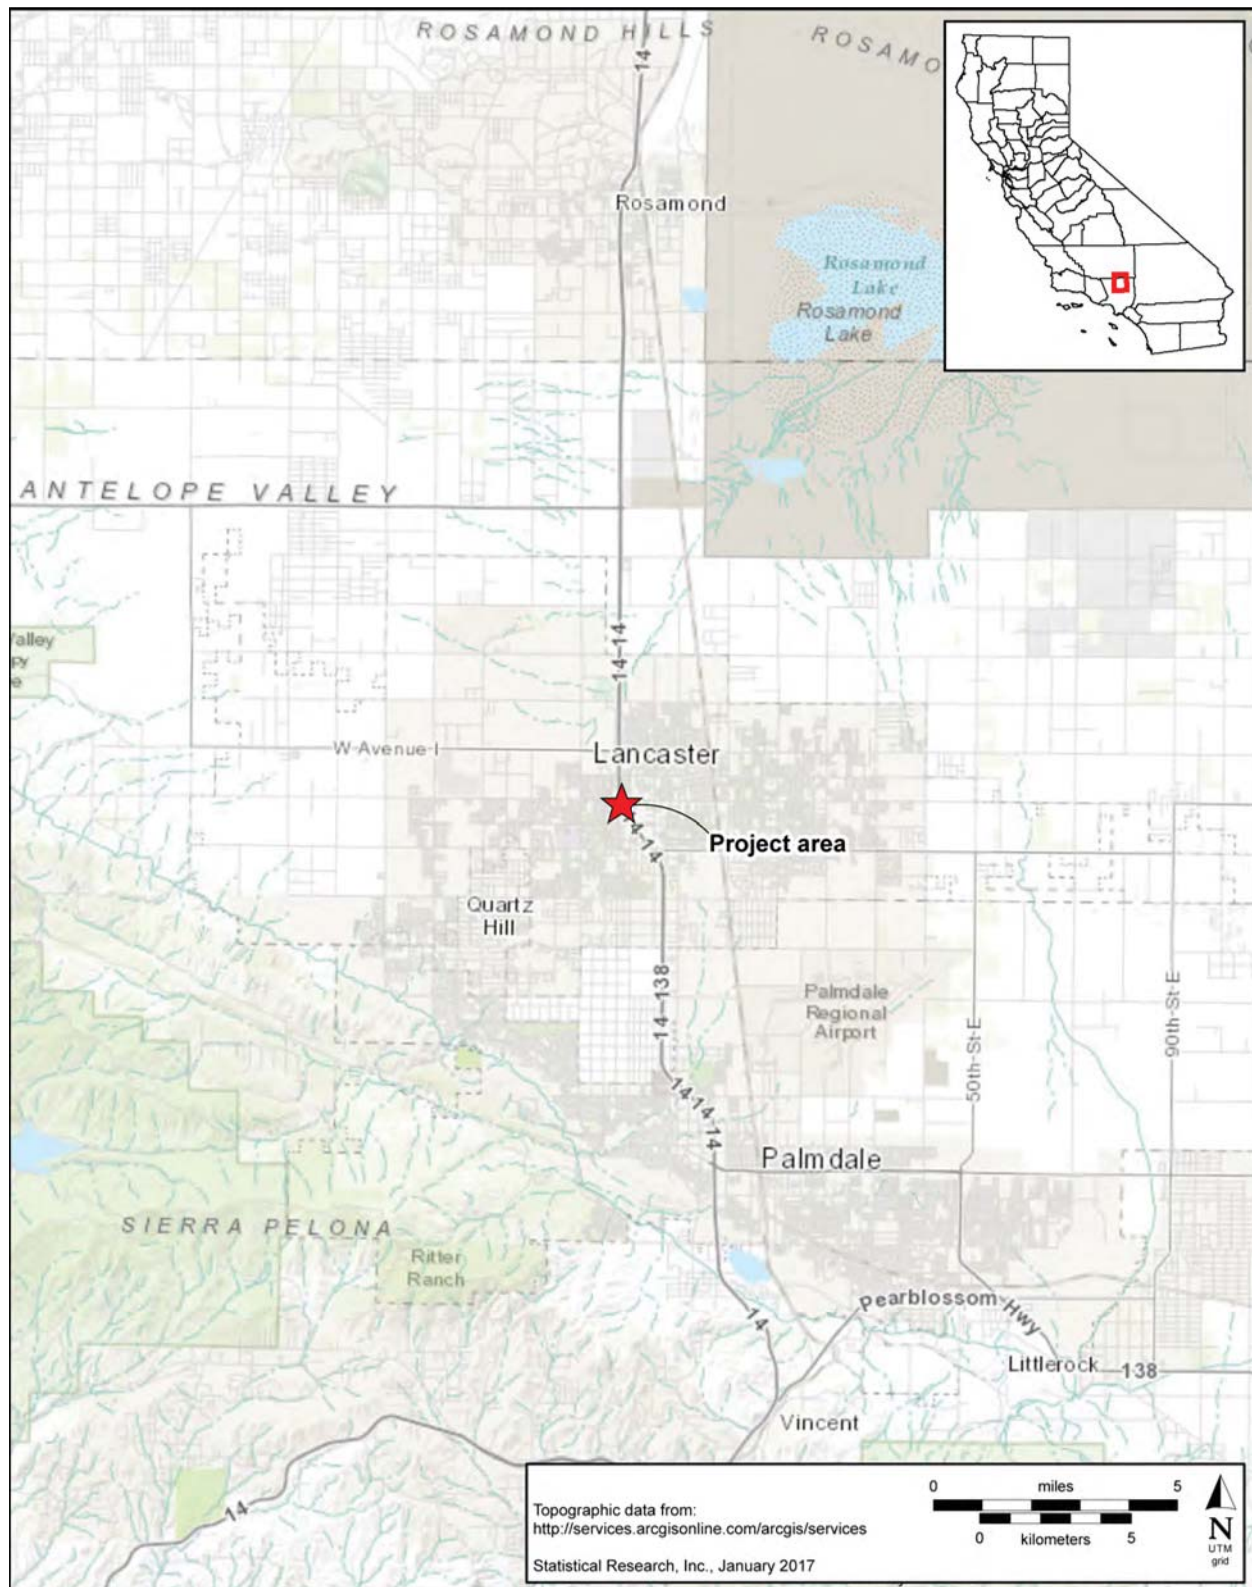 ROSAMOND HILLS
ROSAMO
14
Rosamond
Rosamond
Lake
Rosamond
Lake
ANTELOPE VALLEY
14-14
W-Avenue-I
Lancaster
14-14
Project area
Quartz
Hill
14-138
Palmdale
Regional
Airport
50th-St-E
90th-St-E
14-14-14
Palmdale
SIERRA PELONA
Ritter
Ranch
14
Pearblossom-Hwy
Littlerock
138
Vincent
14
0 miles 5
0 kilometers 5
N
UTM
grid
Topographic data from:
http://services.arcgisonline.com/arcgis/services
Statistical Research, Inc., January 2017